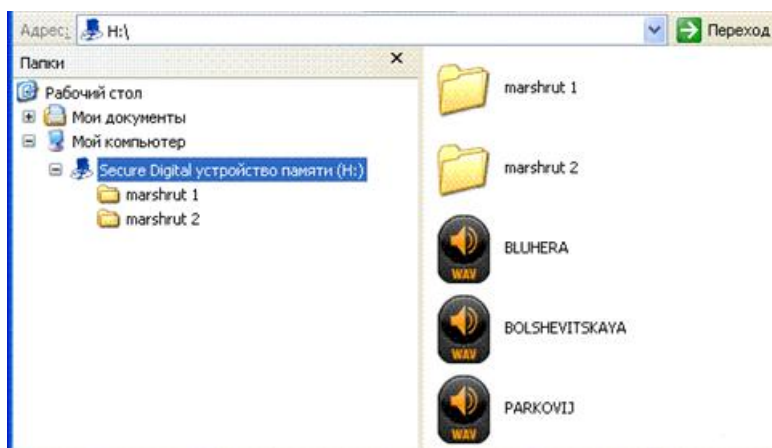 Адрес: H:\ Переход
Папки
Рабочий стол
Мои документы
Мой компьютер
Secure Digital устройство памяти (H:)
marshrut 1
marshrut 2
marshrut 1
marshrut 2
WAV BLUHERA
WAV BOLSHEVITSKAYA
WAV PARKOVIJ